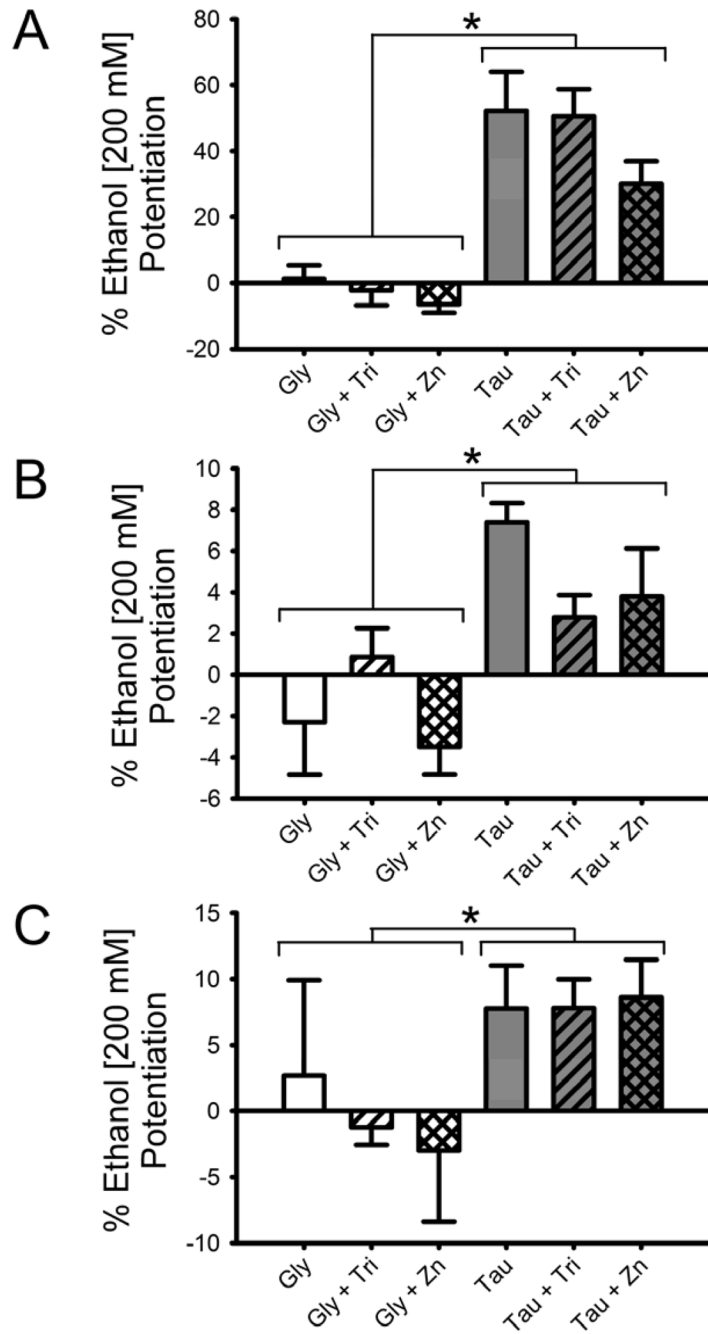 A
% Ethanol [200 mM]
Potentiation
80
60
40
20
0
-20
*
Gly
Gly + Tri
Gly + Zn
Tau
Tau + Tri
Tau + Zn
B
% Ethanol [200 mM]
Potentiation
10
8
6
4
2
0
-2
-4
-6
*
Gly
Gly + Tri
Gly + Zn
Tau
Tau + Tri
Tau + Zn
C
% Ethanol [200 mM]
Potentiation
15
10
5
0
-5
-10
*
Gly
Gly + Tri
Gly + Zn
Tau
Tau + Tri
Tau + Zn